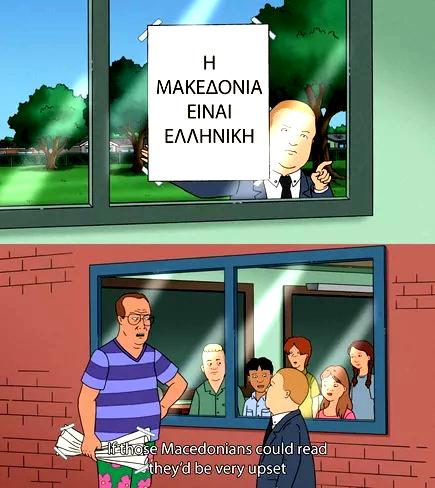 Η
ΜΑΚΕΔΟΝΙΑ
ΕΙΝΑΙ
ΕΛΛΗΝΙΚΗ
If those Macedonians could read
they'd be very upset